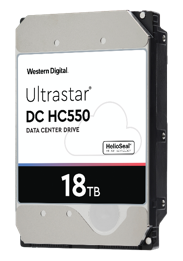 Western Digital
Ultrastar®
DC HC550
DATA CENTER DRIVE
HelioSeal®
18TB